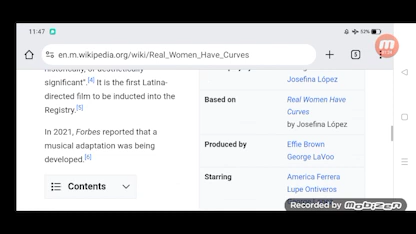 11:47
52%
en.m.wikipedia.org/wiki/Real_Women_Have_Curves
5
historically, or aesthetically
significant".[4] It is the first Latina-
directed film to be inducted into the
Registry.[5]
In 2021, Forbes reported that a
musical adaptation was being
developed.[6]
Contents
Josefina López
Based on
Real Women Have
Curves
by Josefina López
Produced by
Effie Brown
George LaVoo
Starring
America Ferrera
Lupe Ontiveros
Recorded by Mobizen